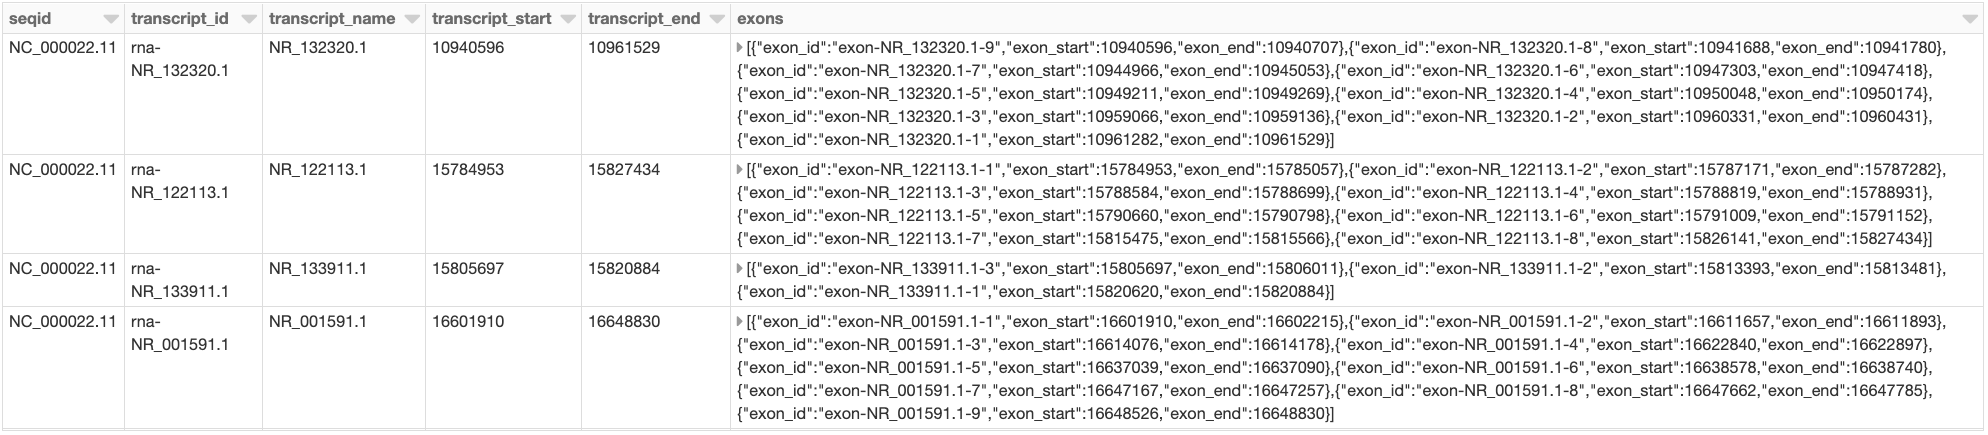 seqid transcript_id transcript_name transcript_start transcript_end exons
NC_000022.11 rna- NR_132320.1 10940596 10961529 [{"exon_id":"exon-NR_132320.1-9","exon_start":10940596,"exon_end":10940707},{"exon_id":"exon-NR_132320.1-8","exon_start":10941688,"exon_end":10941780},
NR_132320.1 {"exon_id":"exon-NR_132320.1-7","exon_start":10944966,"exon_end":10945053},{"exon_id":"exon-NR_132320.1-6","exon_start":10947303,"exon_end":10947418},
{"exon_id":"exon-NR_132320.1-5","exon_start":10949211,"exon_end":10949269},{"exon_id":"exon-NR_132320.1-4","exon_start":10950048,"exon_end":10950174},
{"exon_id":"exon-NR_132320.1-3","exon_start":10959066,"exon_end":10959136},{"exon_id":"exon-NR_132320.1-2","exon_start":10960331,"exon_end":10960431},
{"exon_id":"exon-NR_132320.1-1","exon_start":10961282,"exon_end":10961529}]
NC_000022.11 rna- NR_122113.1 15784953 15827434 [{"exon_id":"exon-NR_122113.1-1","exon_start":15784953,"exon_end":15785057},{"exon_id":"exon-NR_122113.1-2","exon_start":15787171,"exon_end":15787282},
NR_122113.1 {"exon_id":"exon-NR_122113.1-3","exon_start":15788584,"exon_end":15788699},{"exon_id":"exon-NR_122113.1-4","exon_start":15788819,"exon_end":15788931},
{"exon_id":"exon-NR_122113.1-5","exon_start":15790660,"exon_end":15790798},{"exon_id":"exon-NR_122113.1-6","exon_start":15791009,"exon_end":15791152},
{"exon_id":"exon-NR_122113.1-7","exon_start":15815475,"exon_end":15815566},{"exon_id":"exon-NR_122113.1-8","exon_start":15826141,"exon_end":15827434}]
NC_000022.11 rna- NR_133911.1 15805697 15820884 [{"exon_id":"exon-NR_133911.1-3","exon_start":15805697,"exon_end":15806011},{"exon_id":"exon-NR_133911.1-2","exon_start":15813393,"exon_end":15813481},
NR_133911.1 {"exon_id":"exon-NR_133911.1-1","exon_start":15820620,"exon_end":15820884}]
NC_000022.11 rna- NR_001591.1 16601910 16648830 [{"exon_id":"exon-NR_001591.1-1","exon_start":16601910,"exon_end":16602215},{"exon_id":"exon-NR_001591.1-2","exon_start":16611657,"exon_end":16611893},
NR_001591.1 {"exon_id":"exon-NR_001591.1-3","exon_start":16614076,"exon_end":16614178},{"exon_id":"exon-NR_001591.1-4","exon_start":16622840,"exon_end":16622897},
{"exon_id":"exon-NR_001591.1-5","exon_start":16637039,"exon_end":16637090},{"exon_id":"exon-NR_001591.1-6","exon_start":16638578,"exon_end":16638740},
{"exon_id":"exon-NR_001591.1-7","exon_start":16647167,"exon_end":16647257},{"exon_id":"exon-NR_001591.1-8","exon_start":16647662,"exon_end":16647785},
{"exon_id":"exon-NR_001591.1-9","exon_start":16648526,"exon_end":16648830}]